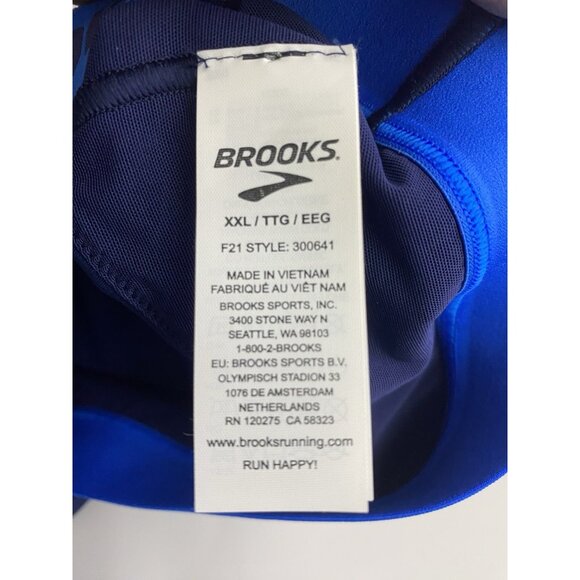 BROOKS
XXL / TTG / EEG
F21 STYLE: 300641
MADE IN VIETNAM
FABRIQUÉ AU VIÊT NAM
BROOKS SPORTS, INC.
3400 STONE WAY N
SEATTLE, WA 98103
1-800-2-BROOKS
EU: BROOKS SPORTS B.V.
OLYMPISCH STADION 33
1076 DE AMSTERDAM
NETHERLANDS
RN 120275 CA 58323
www.brooksrunning.com
RUN HAPPY!